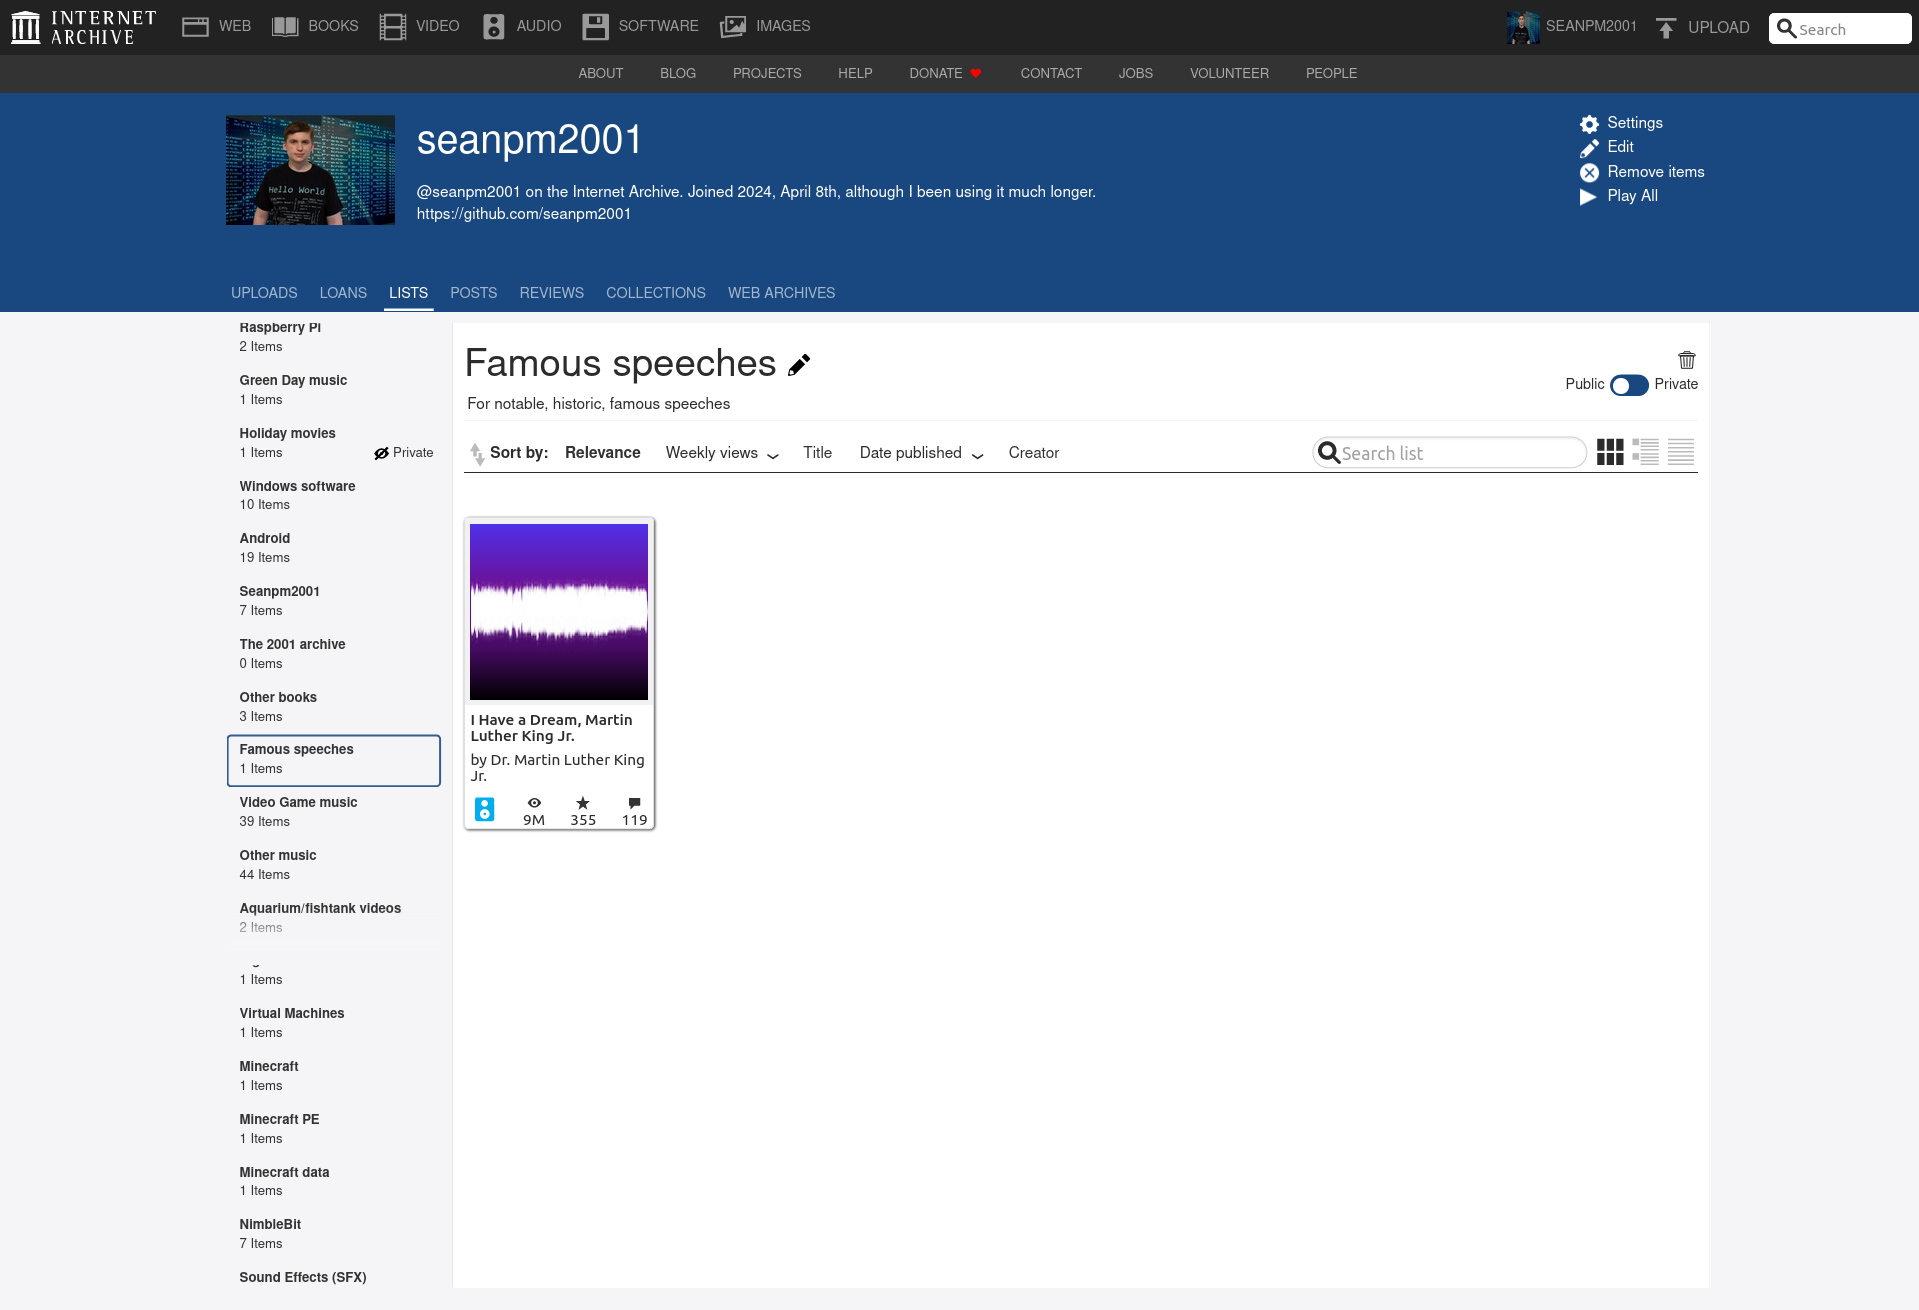 INTERNET
ARCHIVE
WEB
BOOKS
VIDEO
AUDIO
SOFTWARE
IMAGES
SEANPM2001
UPLOAD
Search
ABOUT
BLOG
PROJECTS
HELP
DONATE
CONTACT
JOBS
VOLUNTEER
PEOPLE
Hello World
seanpm2001
@seanpm2001 on the Internet Archive. Joined 2024, April 8th, although I been using it much longer.
https://github.com/seanpm2001
Settings
Edit
Remove items
Play All
UPLOADS
LOANS
LISTS
POSTS
REVIEWS
COLLECTIONS
WEB ARCHIVES
Raspberry Pi
2 Items
Green Day music
1 Items
Holiday movies
1 Items
Private
Windows software
10 Items
Android
19 Items
Seanpm2001
7 Items
The 2001 archive
0 Items
Other books
3 Items
Famous speeches
1 Items
Video Game music
39 Items
Other music
44 Items
Aquarium/fishtank videos
2 Items
1 Items
Virtual Machines
1 Items
Minecraft
1 Items
Minecraft PE
1 Items
Minecraft data
1 Items
NimbleBit
7 Items
Sound Effects (SFX)
Famous speeches
Public
Private
For notable, historic, famous speeches
Sort by:
Relevance
Weekly views
Title
Date published
Creator
Search list
I Have a Dream, Martin
Luther King Jr.
by Dr. Martin Luther King
Jr.
9M
355
119